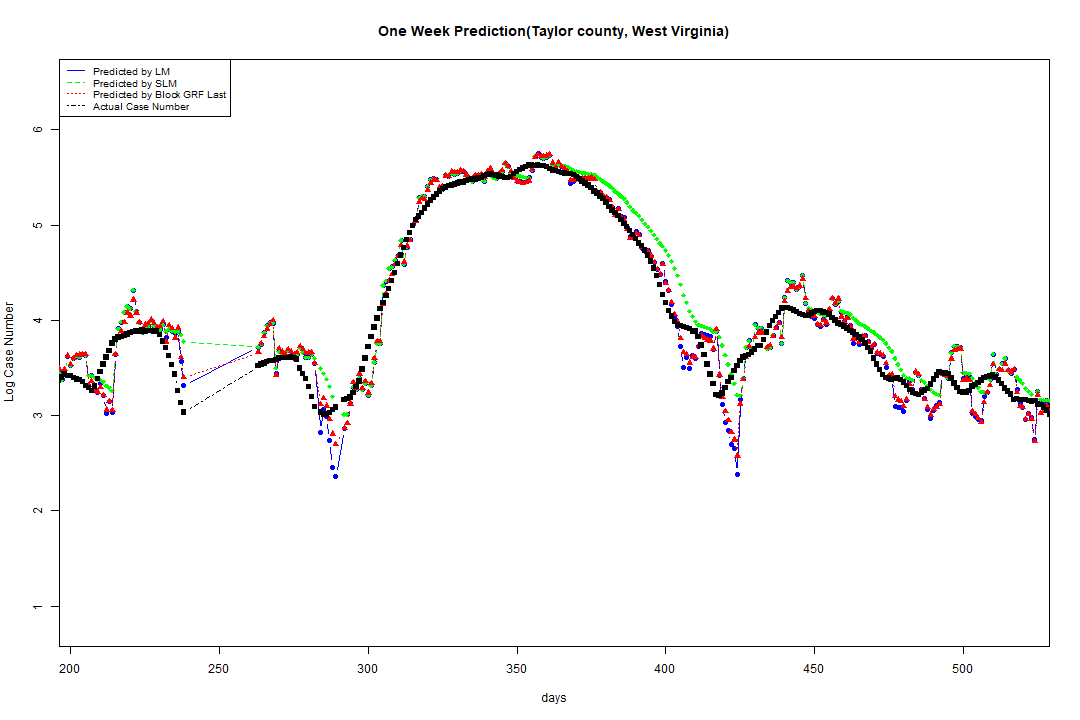 One Week Prediction(Taylor county, West Virginia)
Predicted by LM
Predicted by SLM
Predicted by Block GRF Last
Actual Case Number
Log Case Number
6
5
4
3
2
1
200 250 300 350 400 450 500
days